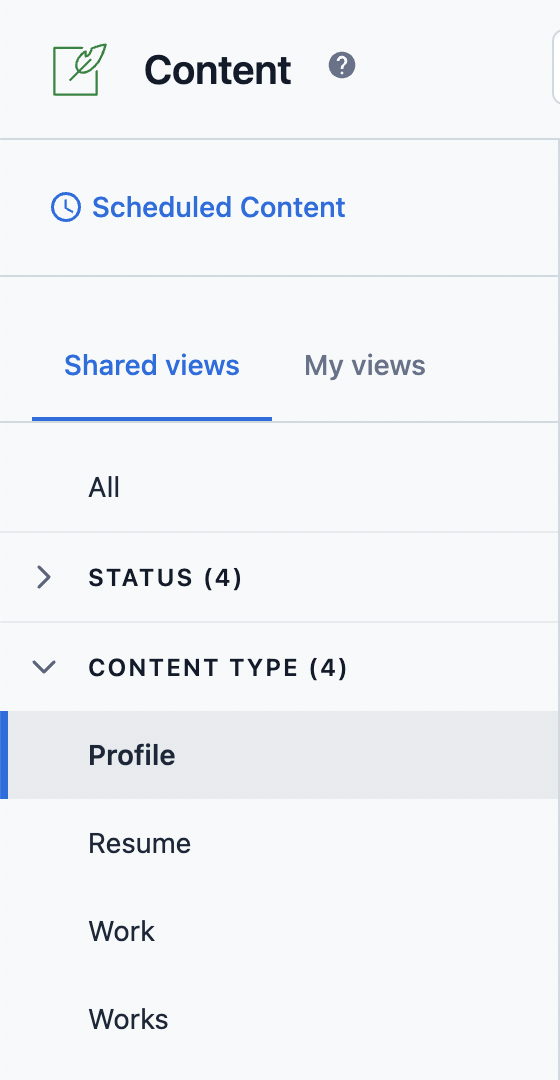 Content ?
Scheduled Content
Shared views My views
All
STATUS (4)
CONTENT TYPE (4)
Profile
Resume
Work
Works